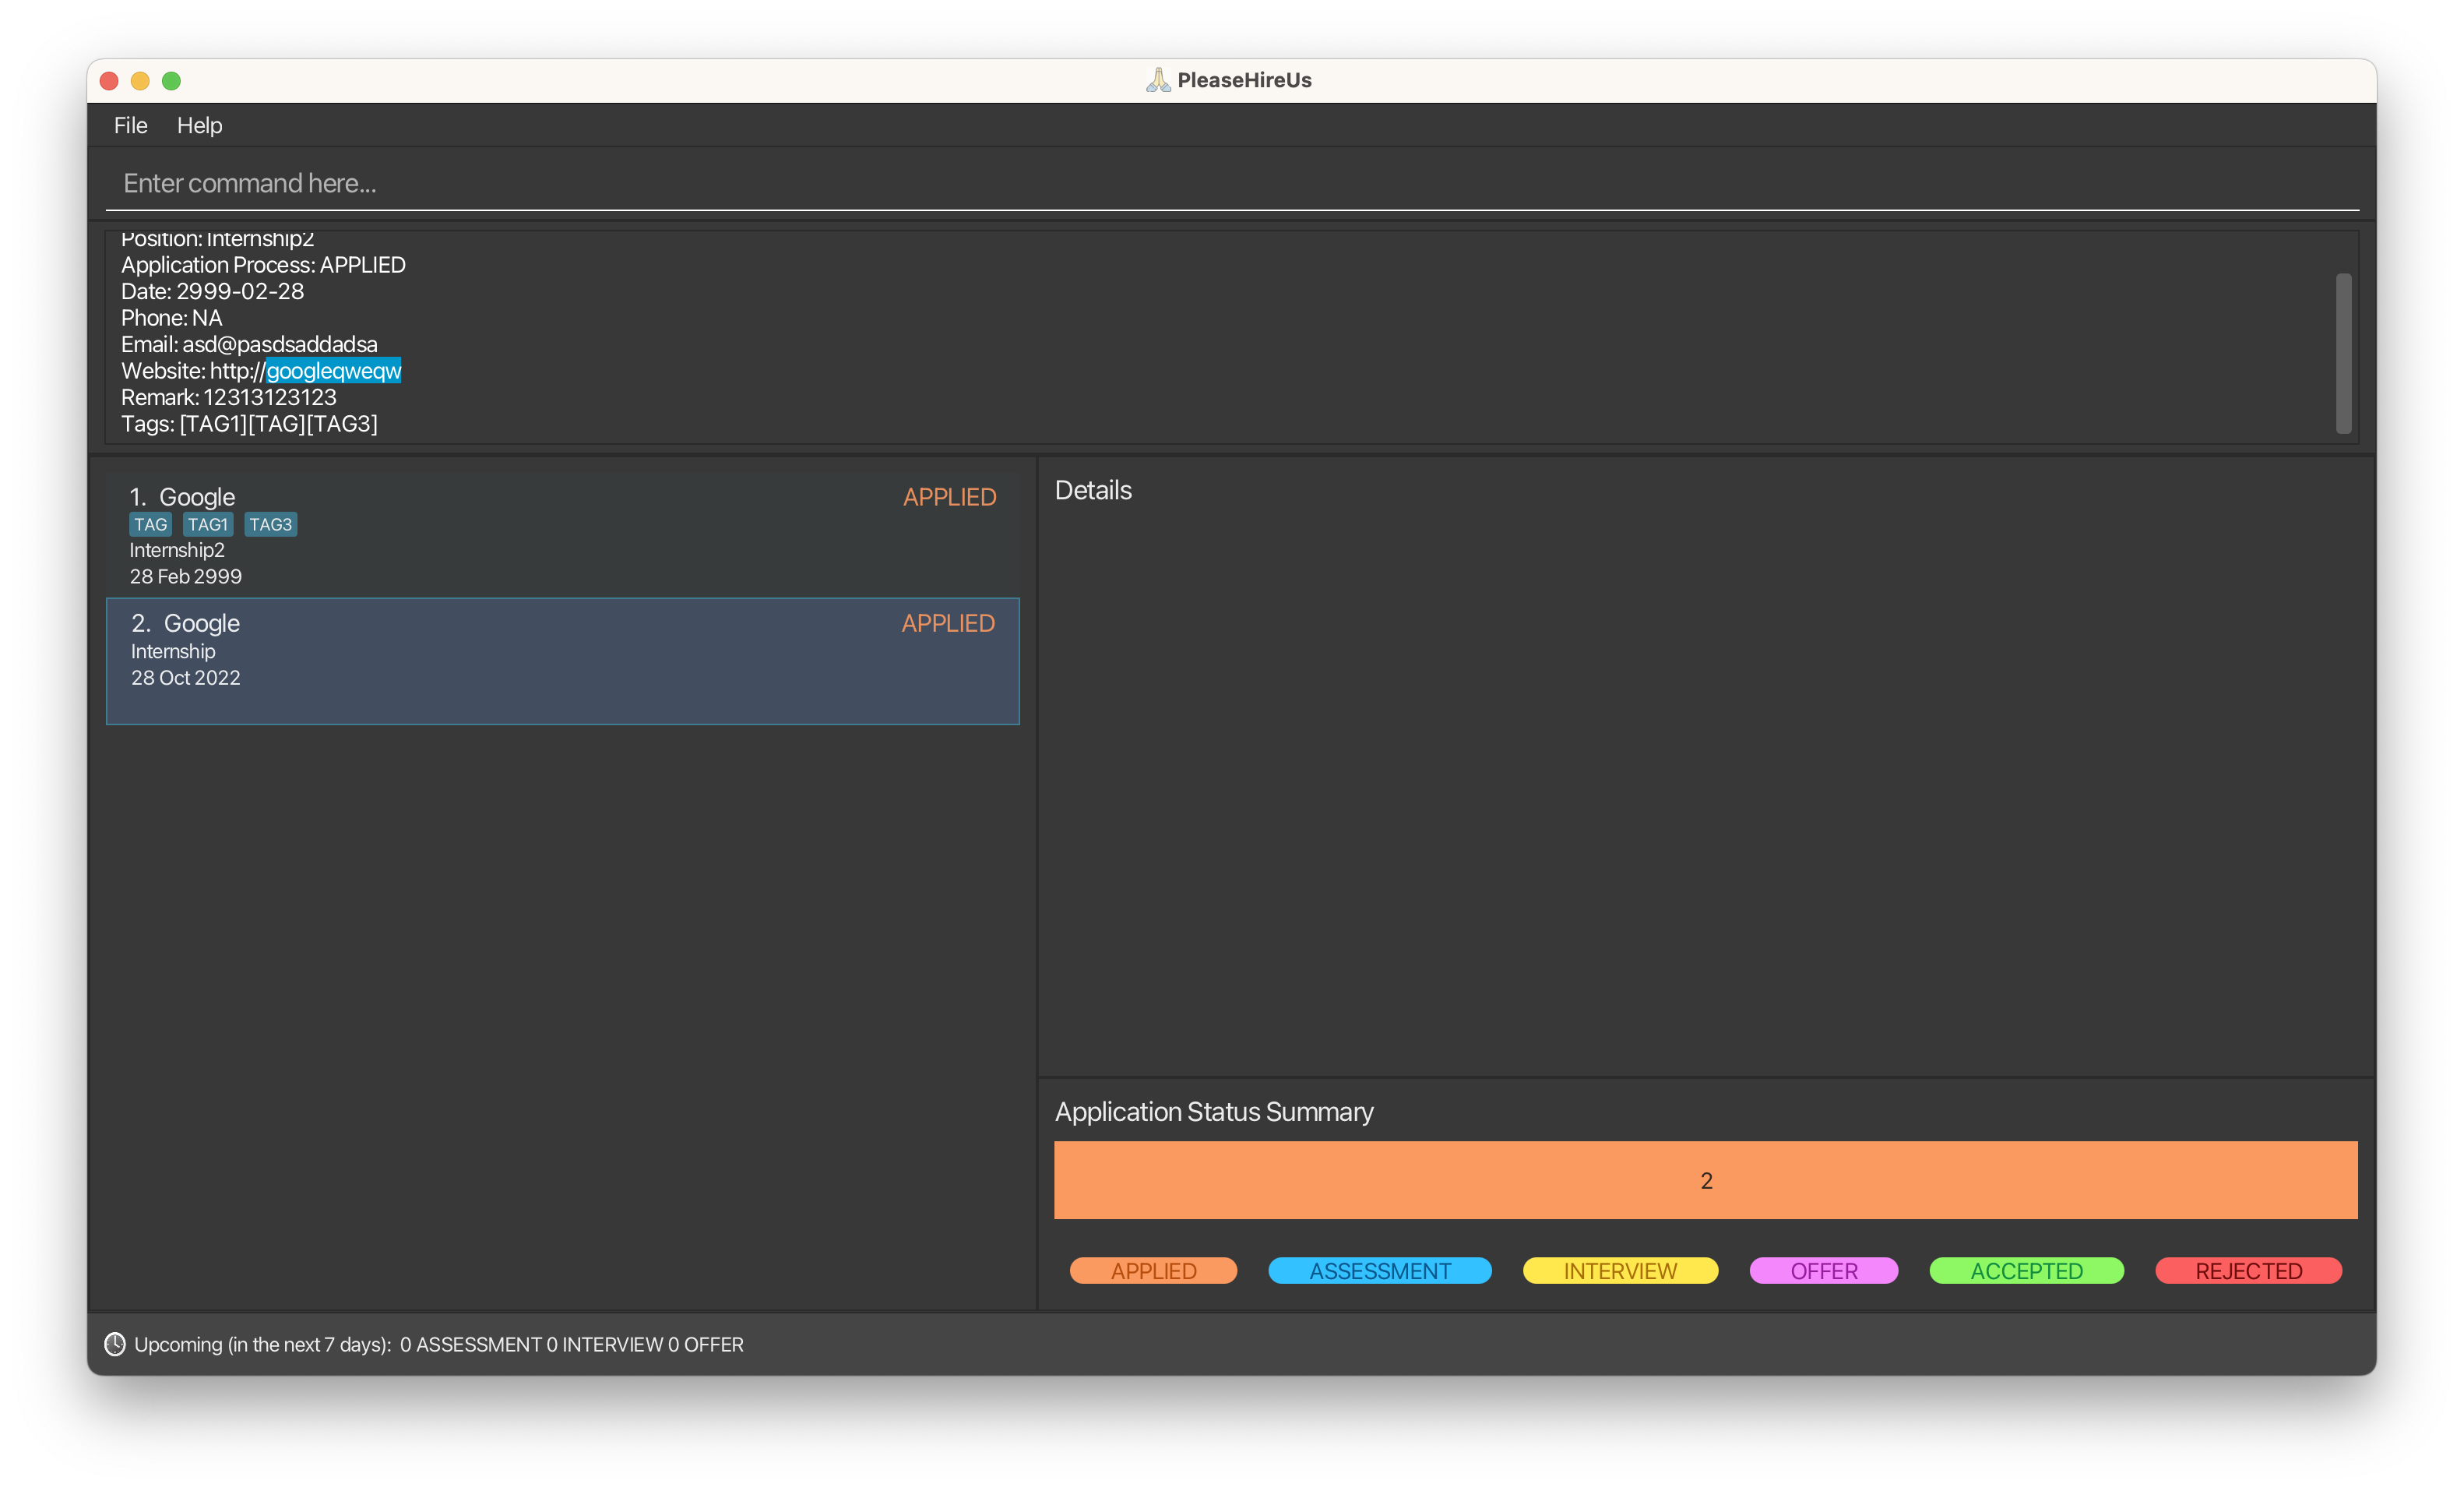 PleaseHireUs
File Help
Enter command here...
Position: Internship2
Application Process: APPLIED
Date: 2999-02-28
Phone: NA
Email: asd@pasdsaddadsa
Website: http://googleqweqw
Remark: 12313123123
Tags: [TAG1][TAG][TAG3]
1. Google APPLIED
TAG TAG1 TAG3
Internship2
28 Feb 2999
2. Google APPLIED
Internship
28 Oct 2022
Details
Application Status Summary
2
APPLIED ASSESSMENT INTERVIEW OFFER ACCEPTED REJECTED
Upcoming (in the next 7 days): 0 ASSESSMENT 0 INTERVIEW 0 OFFER